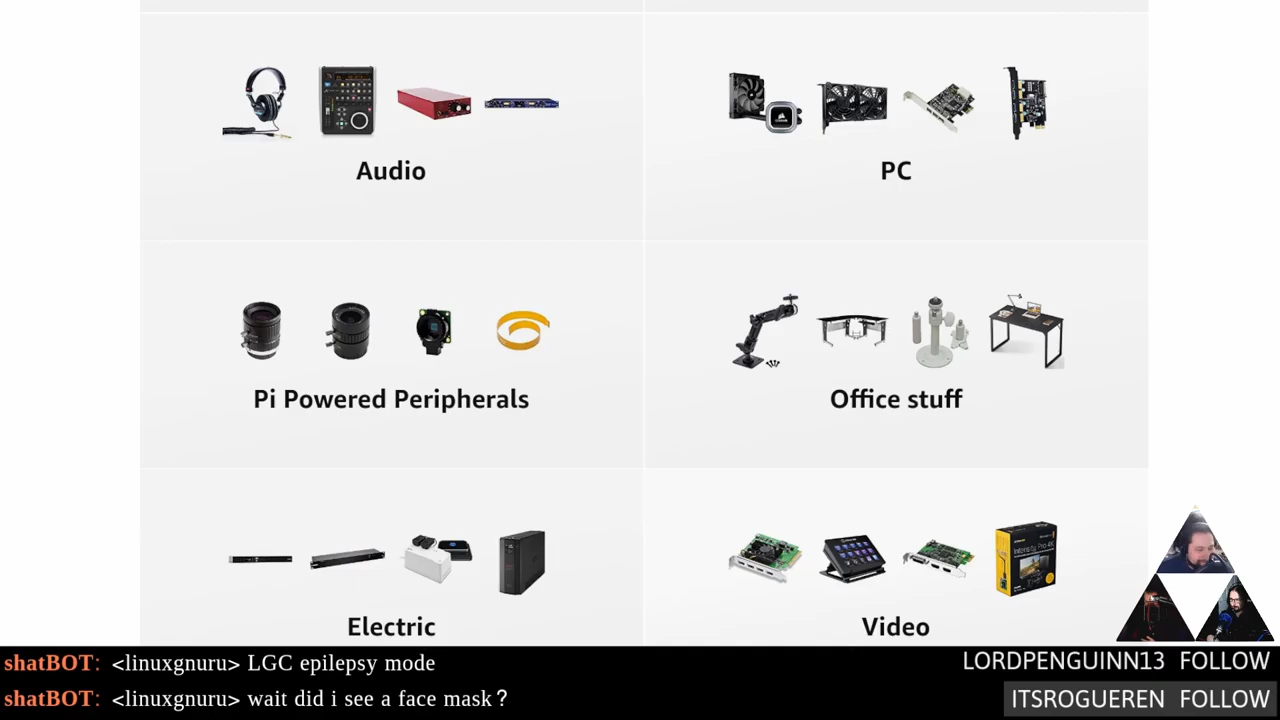 Audio
PC
Pi Powered Peripherals
Office stuff
Electric
Video
shatBOT: <linuxgnuru> LGC epilepsy mode
shatBOT: <linuxgnuru> wait did i see a face mask?
LORDPENGUINN13 FOLLOW
ITSROGUEREN FOLLOW